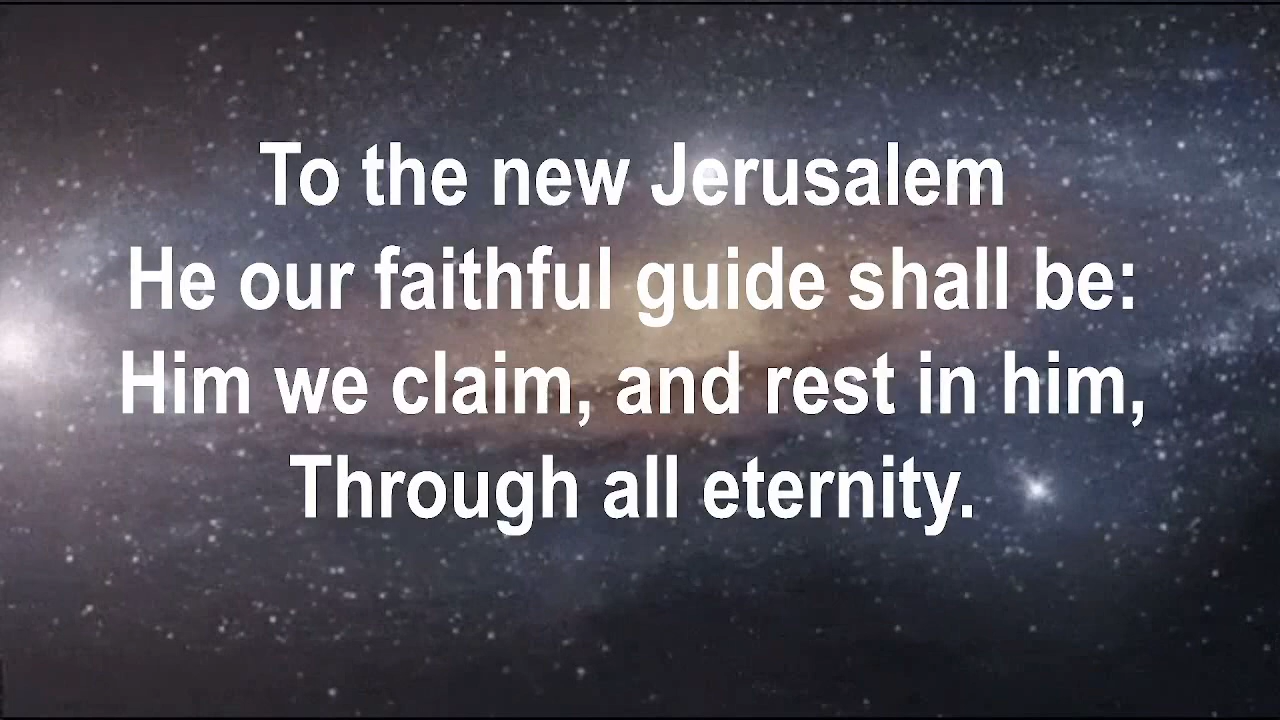 To the new Jerusalem
He our faithful guide shall be:
Him we claim, and rest in him,
Through all eternity.